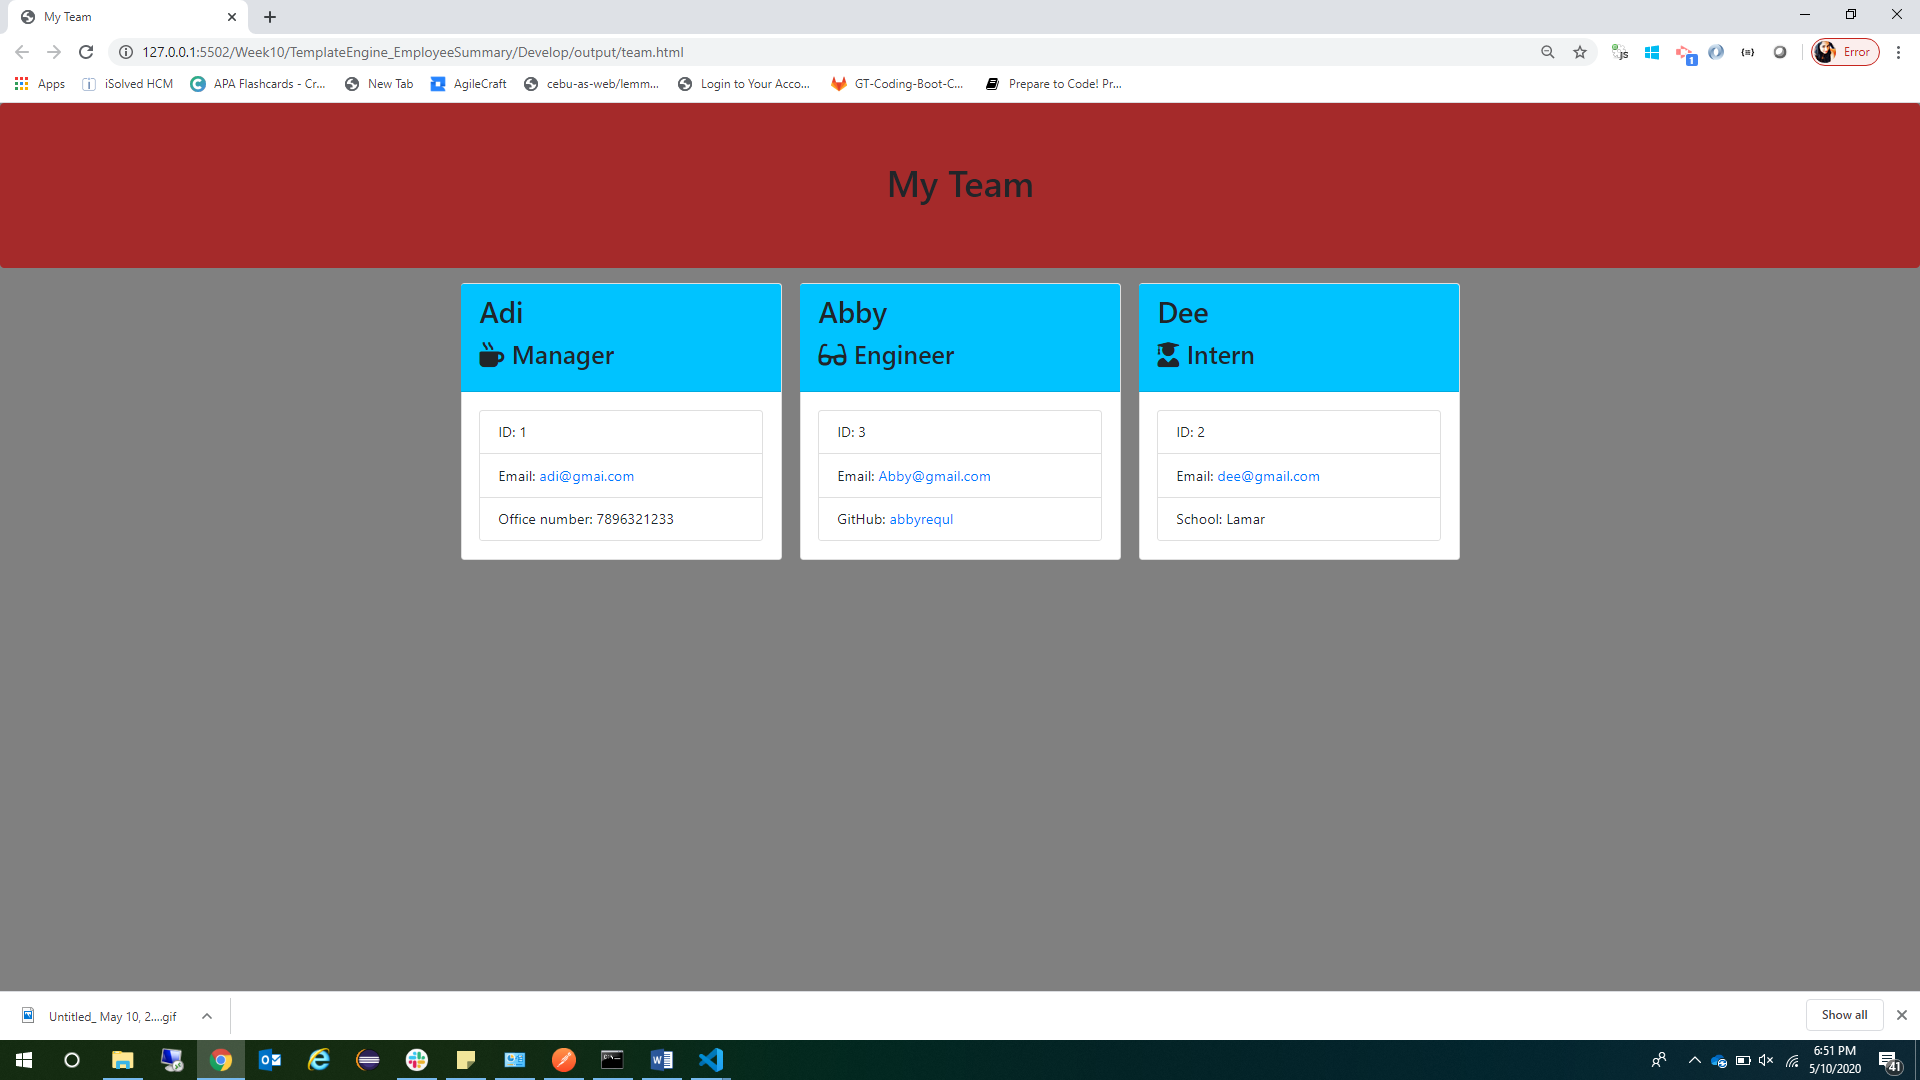 My Team
127.0.0.1:5502/Week10/TemplateEngine_EmployeeSummary/Develop/output/team.html
JS
1
Error
Apps
iSolved HCM
APA Flashcards - Cr...
New Tab
AgileCraft
cebu-as-web/lemm...
Login to Your Acco...
GT-Coding-Boot-C...
Prepare to Code! Pr...
My Team
Adi
Manager
ID: 1
Email: adi@gmai.com
Office number: 7896321233
Abby
Engineer
ID: 3
Email: Abby@gmail.com
GitHub: abbyrequl
Dee
Intern
ID: 2
Email: dee@gmail.com
School: Lamar
Untitled_ May 10, 2....gif
Show all
6:51 PM
5/10/2020
41